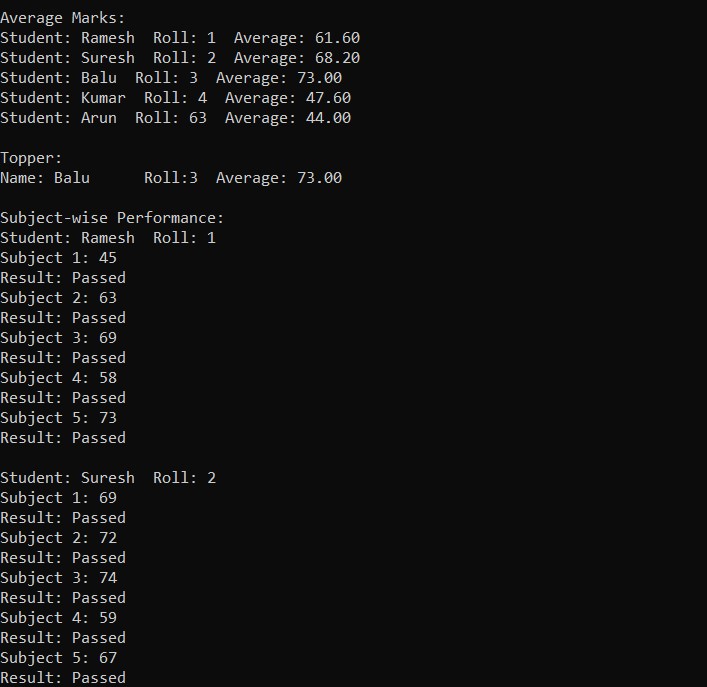 Average Marks:
Student: Ramesh  Roll: 1  Average: 61.60
Student: Suresh  Roll: 2  Average: 68.20
Student: Balu  Roll: 3  Average: 73.00
Student: Kumar  Roll: 4  Average: 47.60
Student: Arun  Roll: 63  Average: 44.00

Topper:
Name: Balu      Roll:3  Average: 73.00

Subject-wise Performance:
Student: Ramesh  Roll: 1
Subject 1: 45
Result: Passed
Subject 2: 63
Result: Passed
Subject 3: 69
Result: Passed
Subject 4: 58
Result: Passed
Subject 5: 73
Result: Passed

Student: Suresh  Roll: 2
Subject 1: 69
Result: Passed
Subject 2: 72
Result: Passed
Subject 3: 74
Result: Passed
Subject 4: 59
Result: Passed
Subject 5: 67
Result: Passed